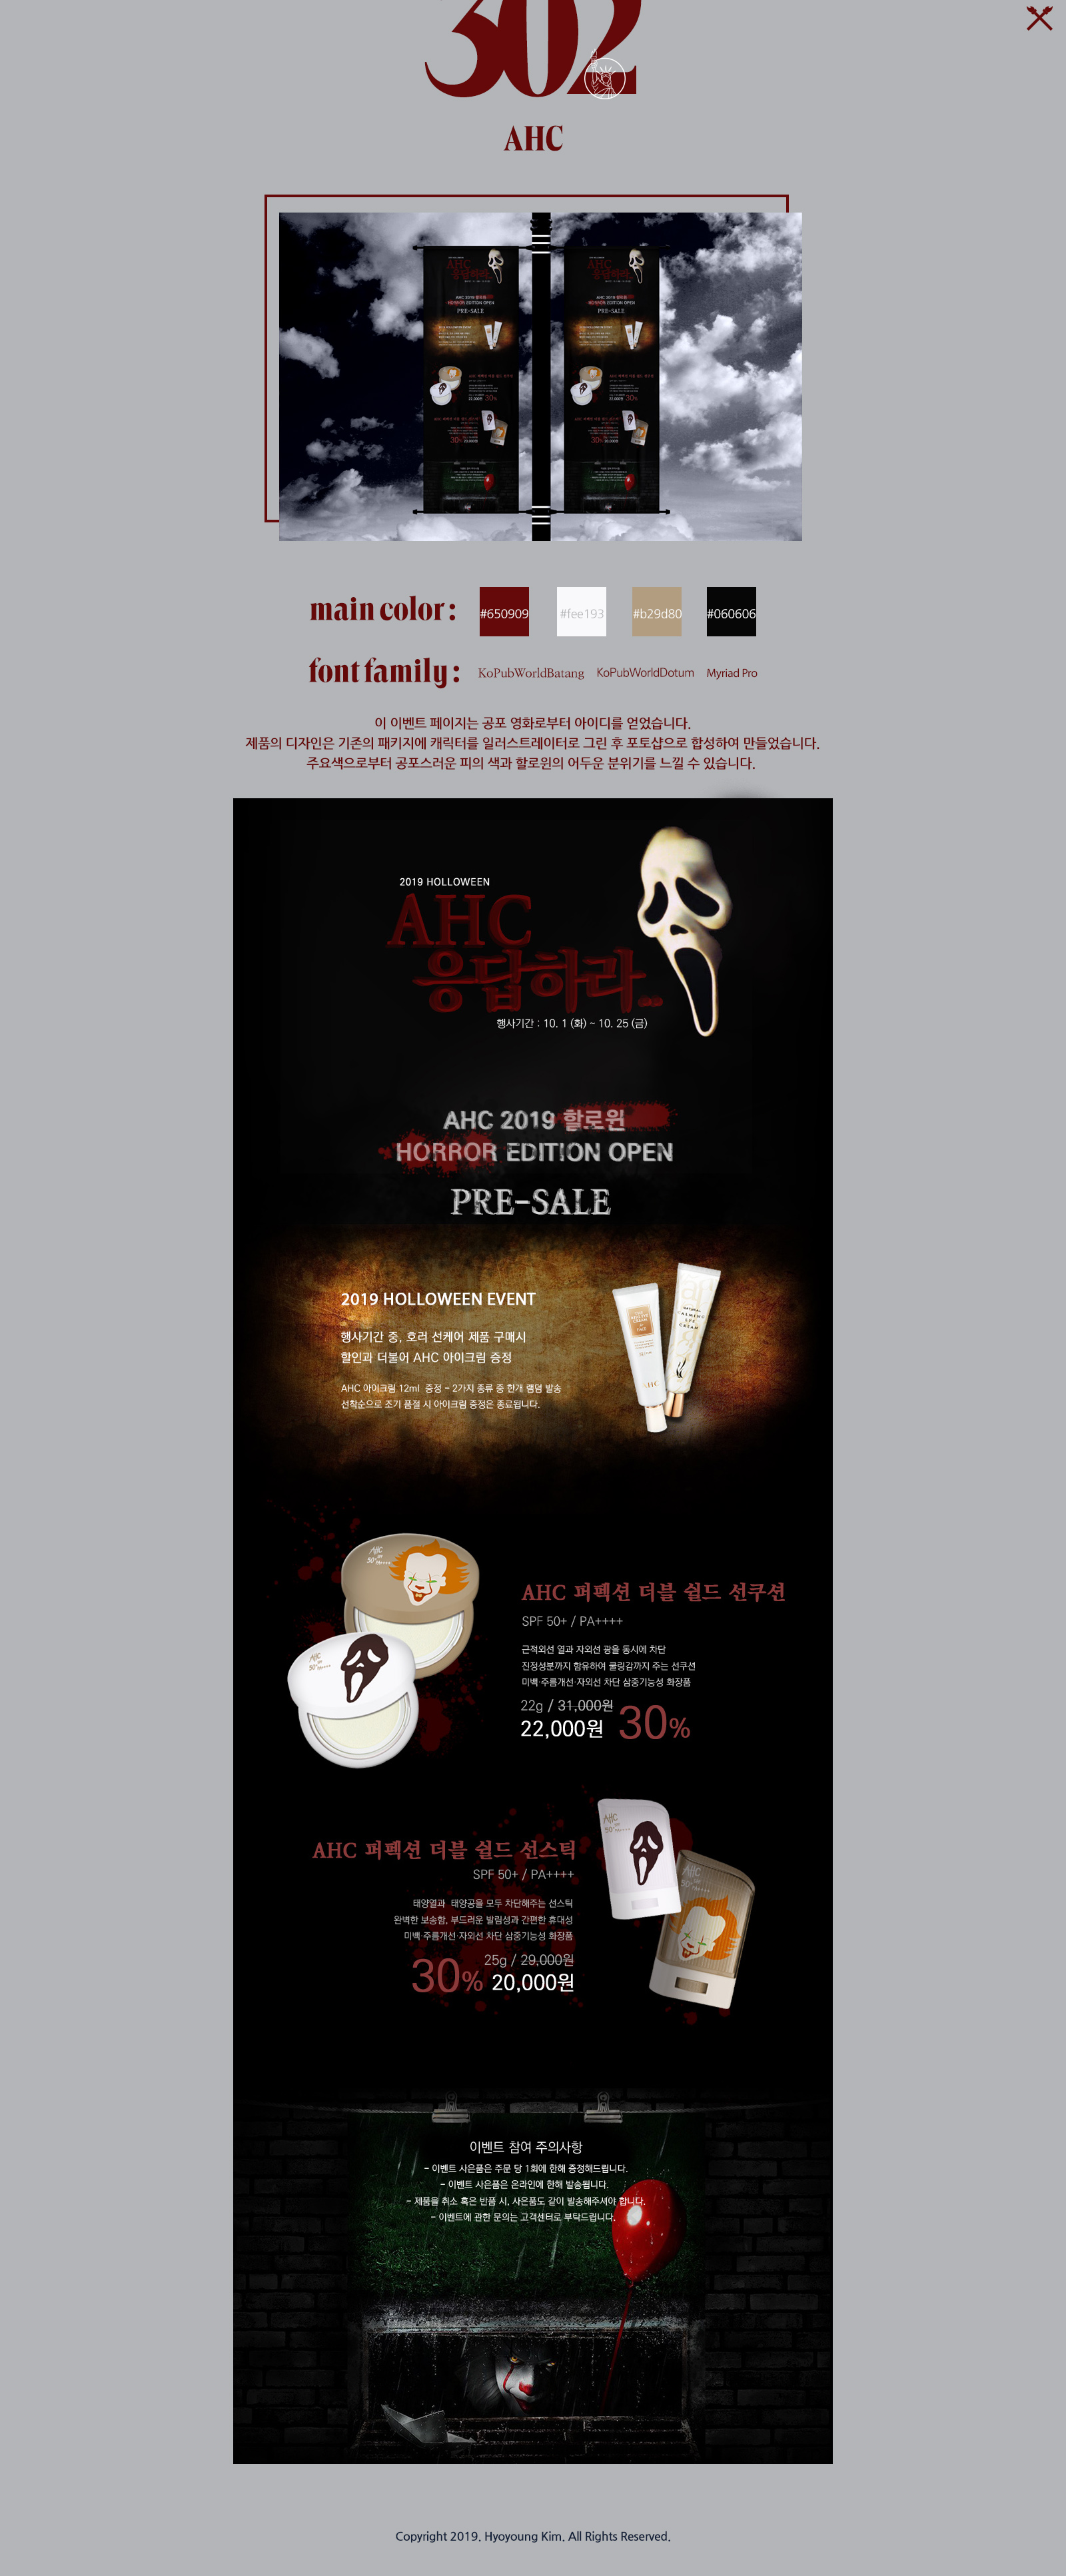 302
AHC
main color :
#650909
#fee193
#b29d80
#060606
font family :
KoPubWorldBatang
KoPubWorldDotum
Myriad Pro
이 이벤트 페이지는 공포 영화로부터 아이디를 얻었습니다.
제품의 디자인은 기존의 패키지에 캐릭터를 일러스트레이터로 그린 후 포토샵으로 합성하여 만들었습니다.
주요색으로부터 공포스러운 피의 색과 할로윈의 어두운 분위기를 느낄 수 있습니다.
2019 HOLLOWEEN
AHC
응답하라..
행사기간 : 10. 1 (화) ~ 10. 25 (금)
AHC 2019 할로윈
HORROR EDITION OPEN
PRE-SALE
2019 HOLLOWEEN EVENT
행사기간 중, 호러 선케어 제품 구매시
할인과 더불어 AHC 아이크림 증정
AHC 아이크림 12ml 증정 - 2가지 종류 중 한개 램덤 발송
선착순으로 조기 품절 시 아이크림 증정은 종료됩니다.
AHC 퍼펙션 더블 쉴드 선쿠션
SPF 50+ / PA++++
근적외선 열과 자외선 광을 동시에 차단
진정성분까지 함유하여 쿨링감까지 주는 선쿠션
미백·주름개선·자외선 차단 삼중기능성 화장품
22g / 31,000원
22,000원 30%
AHC 퍼펙션 더블 쉴드 선스틱
SPF 50+ / PA++++
태양열과 태양공을 모두 차단해주는 선스틱
완벽한 보송함, 부드러운 발림성과 간편한 휴대성
미백·주름개선·자외선 차단 삼중기능성 화장품
25g / 29,000원
30% 20,000원
이벤트 참여 주의사항
- 이벤트 사은품은 주문 당 1회에 한해 증정해드립니다.
- 이벤트 사은품은 온라인에 한해 발송됩니다.
- 제품을 취소 혹은 반품 시, 사은품도 같이 발송해주셔야 합니다.
- 이벤트에 관한 문의는 고객센터로 부탁드립니다.
Copyright 2019. Hyoyoung Kim. All Rights Reserved.